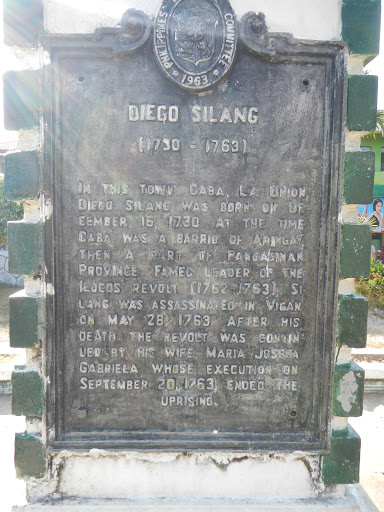 PHILIPPINES
COMMITTEE
1963
DIEGO SILANG
(1730 - 1763)
IN THIS TOWN CABA, LA UNION
DIEGO SILANG WAS BORN ON DE
CEMBER 16, 1730. AT THE TIME
CABA WAS A BARRIO OF ARINGAY
THEN A PART OF PANGASINAN
PROVINCE. FAMED LEADER OF THE
ILOCOS REVOLT (1762-1763), SI
LANG WAS ASSASSINATED IN VIGAN
ON MAY 28, 1763. AFTER HIS
DEATH THE REVOLT WAS CONTIN
UED BY HIS WIFE, MARIA JOSEFA
GABRIELA WHOSE EXECUTION ON
SEPTEMBER 20, 1763, ENDED THE
UPRISING.